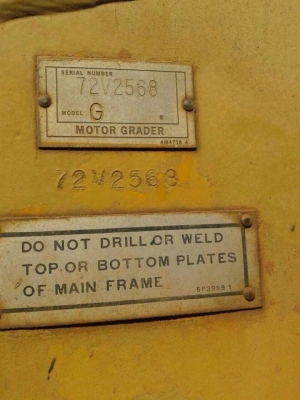 SERIAL NUMBER
72V2568
MODEL G
MOTOR GRADER
72V2568
DO NOT DRILL OR WELD
TOP OR BOTTOM PLATES
OF MAIN FRAME